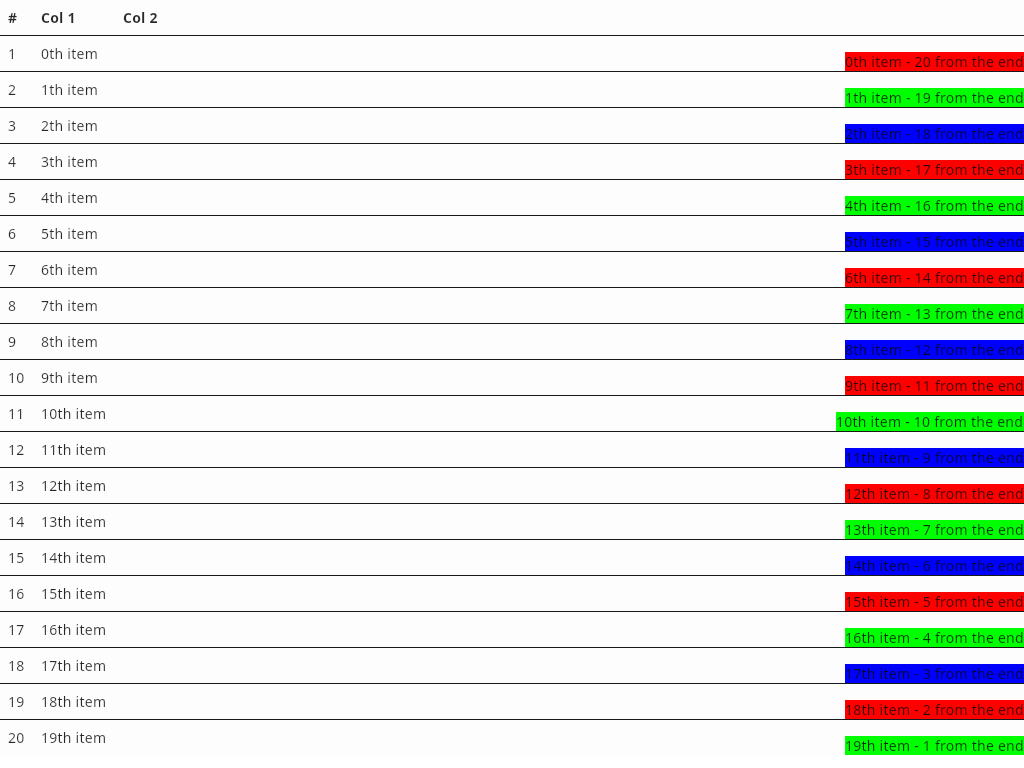 # Col 1 Col 2
1 0th item 0th item - 20 from the end
2 1th item 1th item - 19 from the end
3 2th item 2th item - 18 from the end
4 3th item 3th item - 17 from the end
5 4th item 4th item - 16 from the end
6 5th item 5th item - 15 from the end
7 6th item 6th item - 14 from the end
8 7th item 7th item - 13 from the end
9 8th item 8th item - 12 from the end
10 9th item 9th item - 11 from the end
11 10th item 10th item - 10 from the end
12 11th item 11th item - 9 from the end
13 12th item 12th item - 8 from the end
14 13th item 13th item - 7 from the end
15 14th item 14th item - 6 from the end
16 15th item 15th item - 5 from the end
17 16th item 16th item - 4 from the end
18 17th item 17th item - 3 from the end
19 18th item 18th item - 2 from the end
20 19th item 19th item - 1 from the end